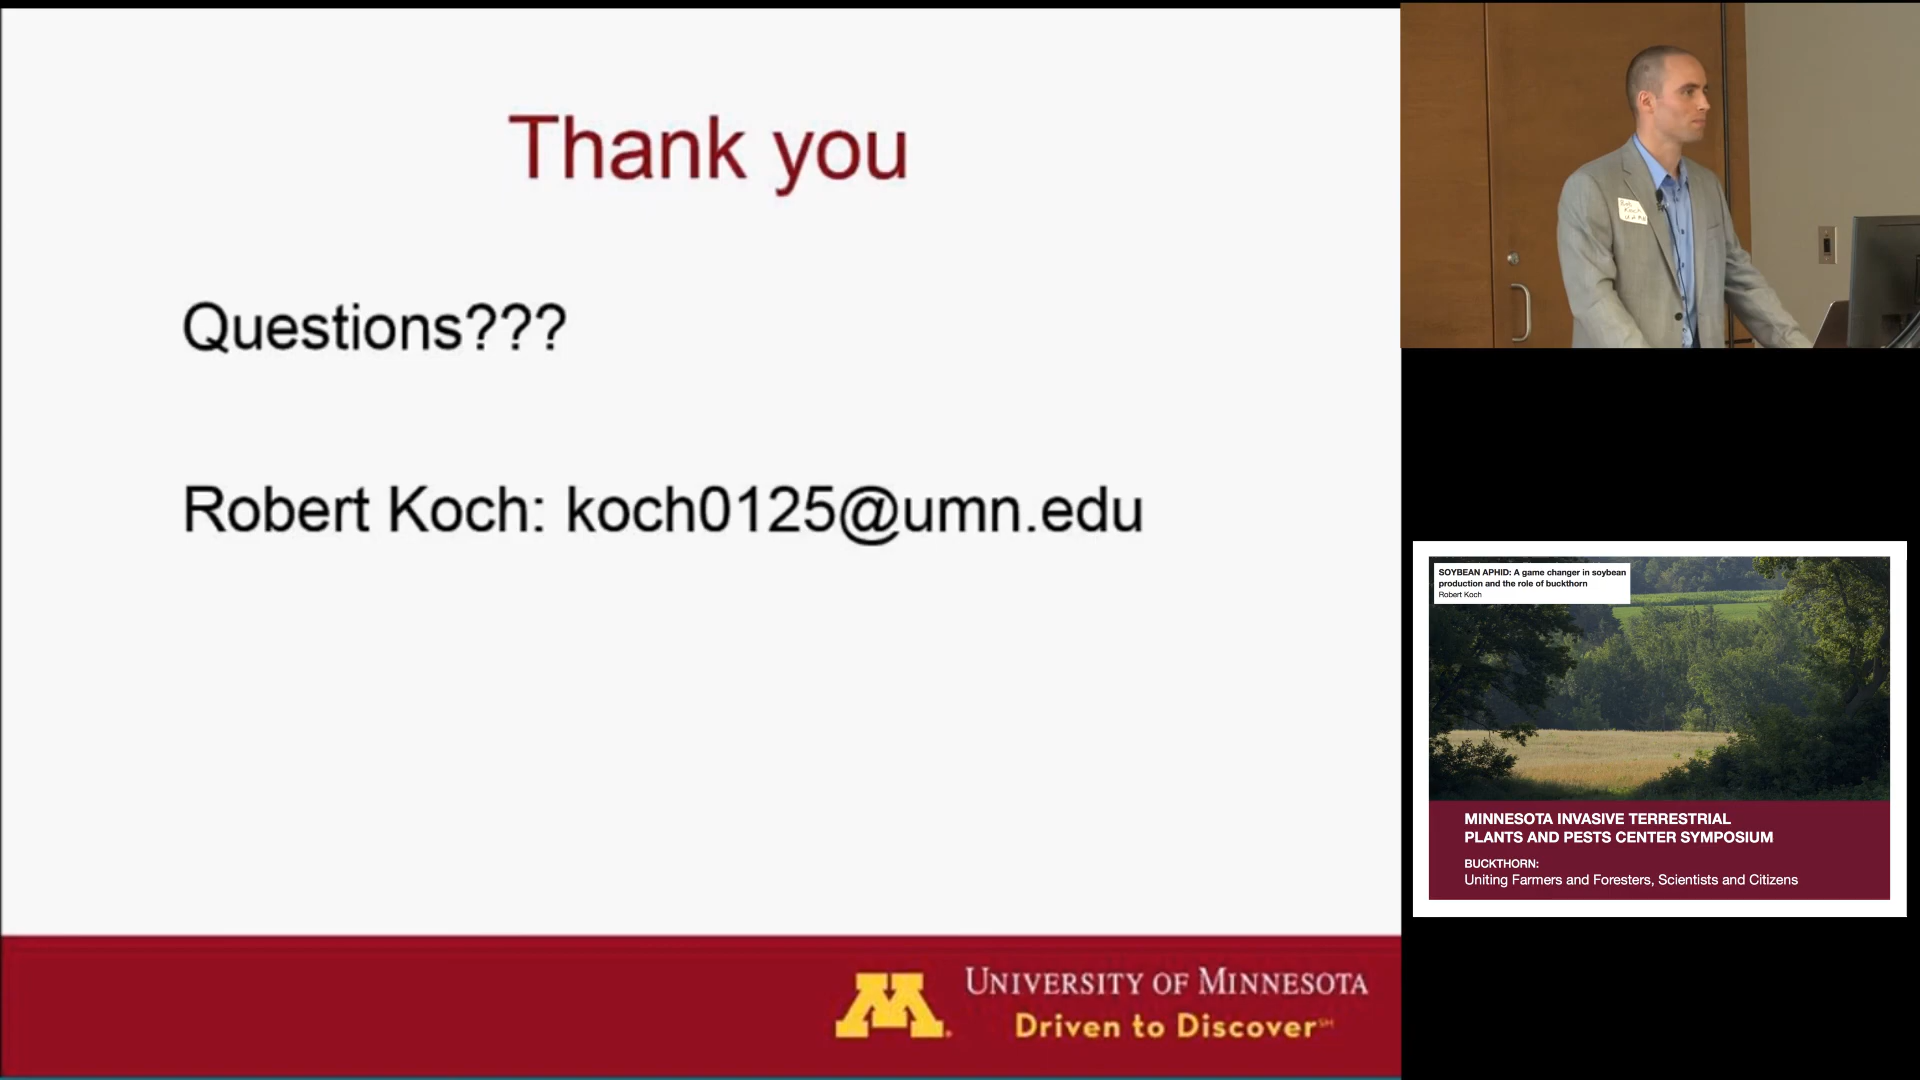 Thank you
Questions???
Robert Koch: koch0125@umn.edu
UNIVERSITY OF MINNESOTA
Driven to Discover℠
SOYBEAN APHID: A game changer in soybean
production and the role of buckthorn
Robert Koch
MINNESOTA INVASIVE TERRESTRIAL
PLANTS AND PESTS CENTER SYMPOSIUM
BUCKTHORN:
Uniting Farmers and Foresters, Scientists and Citizens